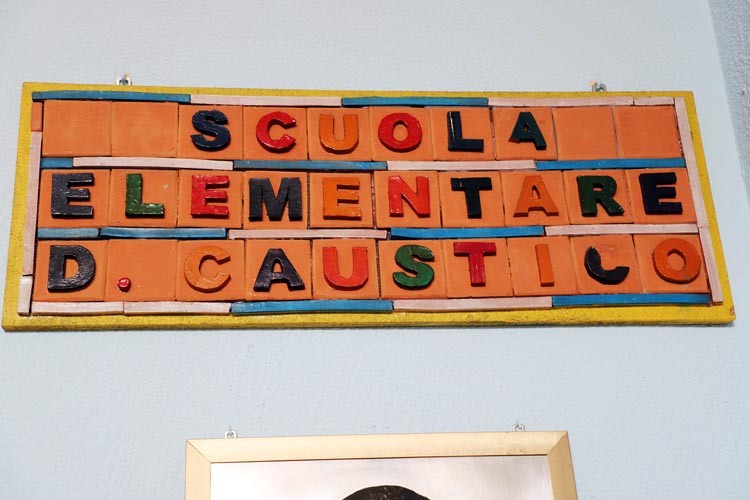 SCUOLA
ELEMENTARE
D. CAUSTICO